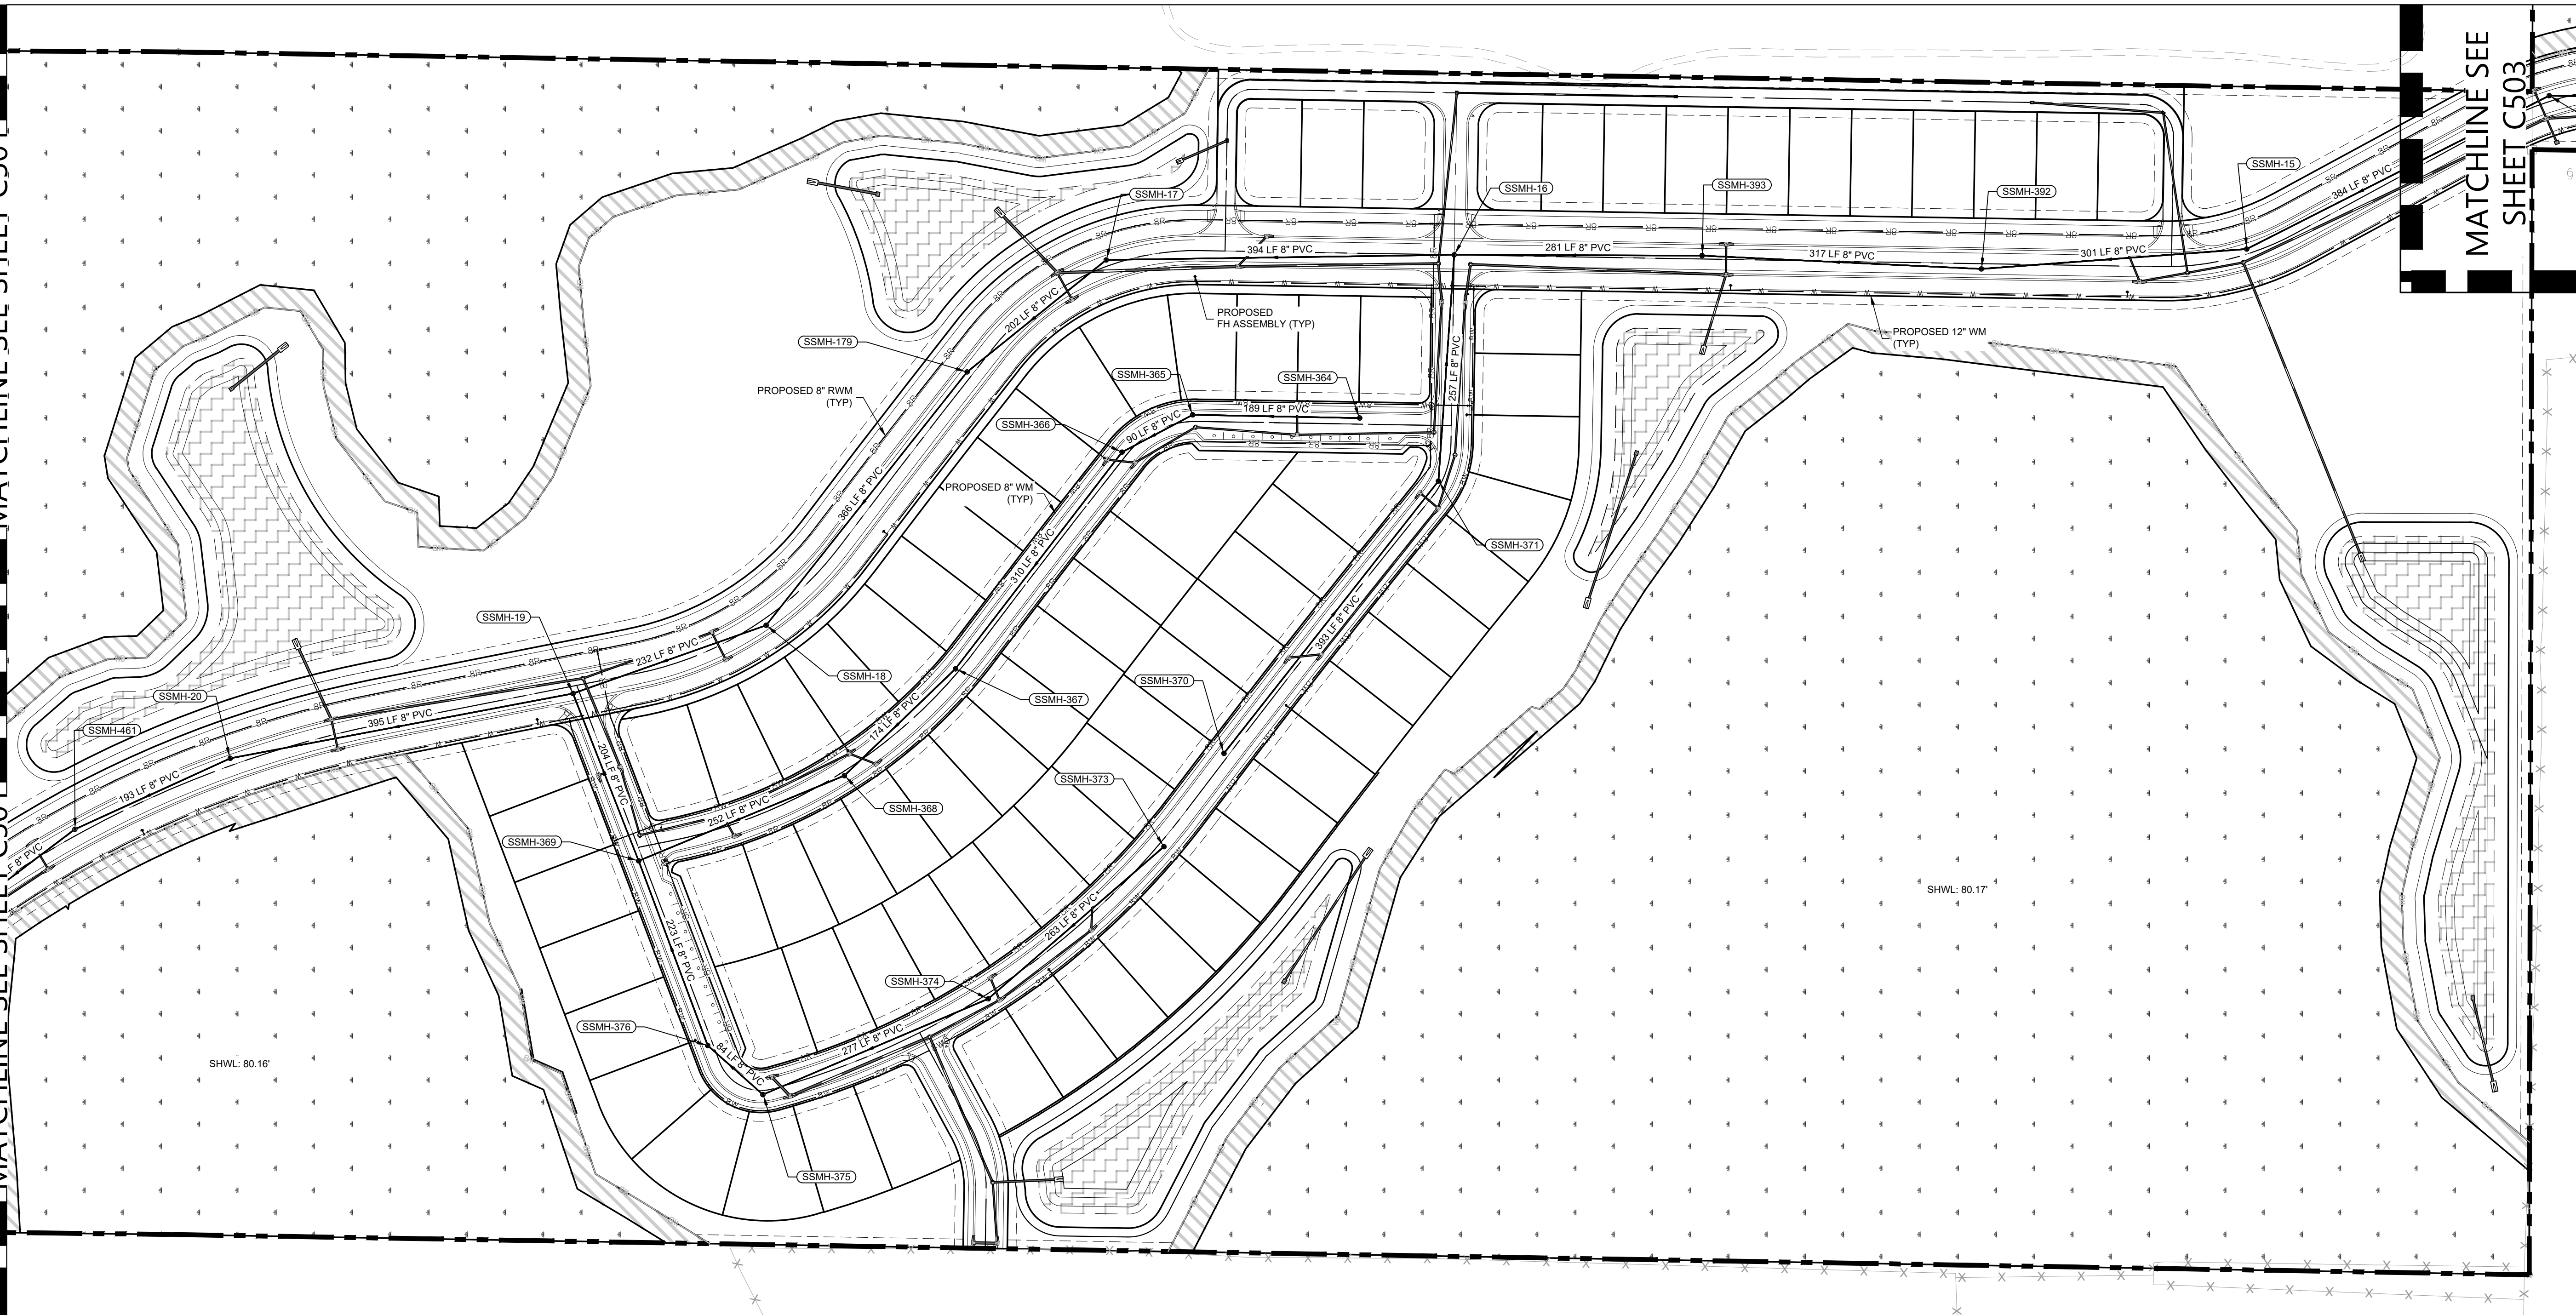 MATCHLINE SEE
SHEET C503
SSMH-15
384 LF 8" PVC
SSMH-17
SSMH-16
SSMH-393
SSMH-392
394 LF 8" PVC
281 LF 8" PVC
317 LF 8" PVC
301 LF 8" PVC
202 LF 8" PVC
PROPOSED
FH ASSEMBLY (TYP)
PROPOSED 12" WM
(TYP)
SSMH-179
257 LF 8" PVC
SSMH-365
SSMH-364
PROPOSED 8" RWM
(TYP)
189 LF 8" PVC
SSMH-366
90 LF 8" PVC
PROPOSED 8" WM
(TYP)
366 LF 8" PVC
310 LF 8" PVC
SSMH-371
SSMH-19
393 LF 8" PVC
232 LF 8" PVC
SSMH-18
SSMH-370
SSMH-20
SSMH-367
395 LF 8" PVC
SSMH-461
174 LF 8" PVC
204 LF 8" PVC
SSMH-373
193 LF 8" PVC
252 LF 8" PVC
SSMH-368
SSMH-369
F 8" PVC
SHWL: 80.17'
223 LF 8" PVC
263 LF 8" PVC
SSMH-374
SSMH-376
277 LF 8" PVC
84 LF 8" PVC
SHWL: 80.16'
SSMH-375